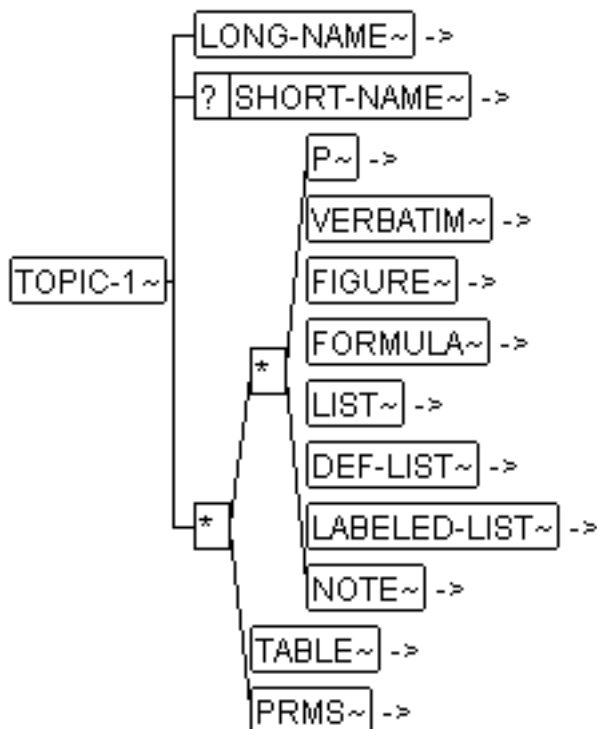 LONG-NAME~ ->
? SHORT-NAME~ ->
P~ ->
VERBATIM~ ->
TOPIC-1~
FIGURE~ ->
FORMULA~ ->
*
LIST~ ->
DEF-LIST~ ->
*
LABELED-LIST~ ->
NOTE~ ->
TABLE~ ->
PRMS~ ->